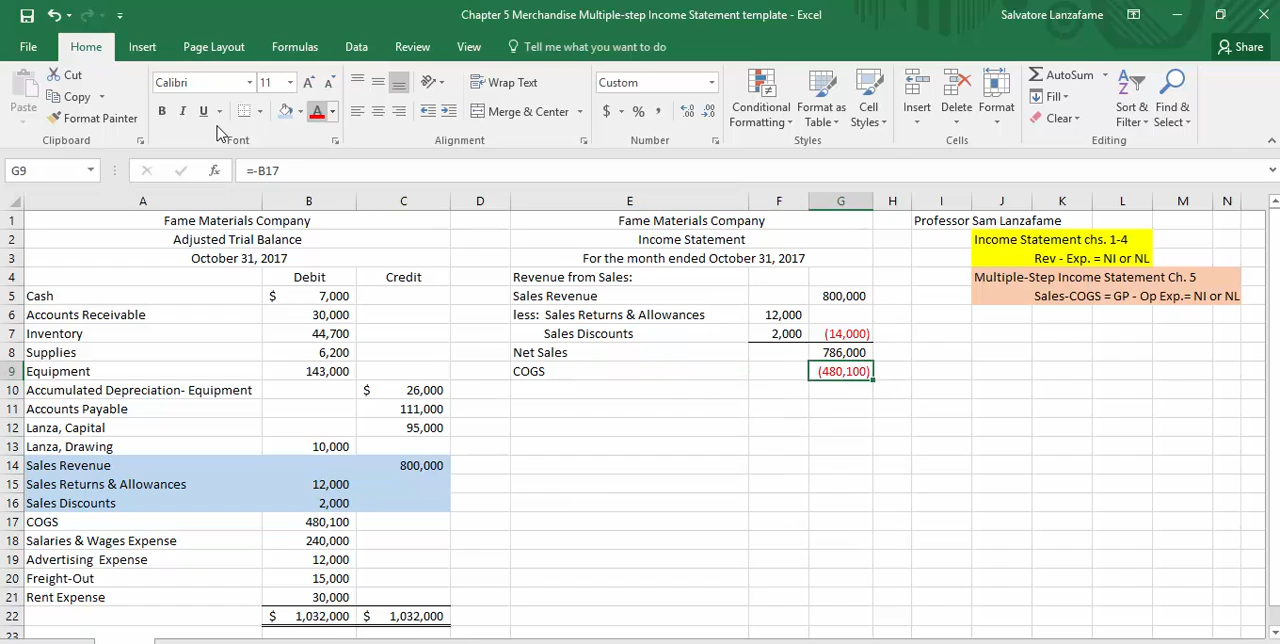 Chapter 5 Merchandise Multiple-step Income Statement template - Excel
Salvatore Lanzafame
File Home Insert Page Layout Formulas Data Review View Tell me what you want to do Share
Paste
Cut
Copy
Format Painter
Clipboard
Calibri 11 A A
B I U A
Font
Wrap Text
Merge & Center
Alignment
Custom
$ % ,
Number
Conditional Formatting
Format as Table
Cell Styles
Styles
Insert
Delete
Format
Cells
AutoSum
Fill
Clear
Sort & Filter
Find & Select
Editing
G9 fx =-B17
A B C D E F G H I J K L M N
1 Fame Materials Company Fame Materials Company Professor Sam Lanzafame
2 Adjusted Trial Balance Income Statement Income Statement chs. 1-4
3 October 31, 2017 For the month ended October 31, 2017 Rev - Exp. = NI or NL
4 Debit Credit Revenue from Sales: Multiple-Step Income Statement Ch. 5
5 Cash $ 7,000 Sales Revenue 800,000 Sales-COGS = GP - Op Exp.= NI or NL
6 Accounts Receivable 30,000 less: Sales Returns & Allowances 12,000
7 Inventory 44,700 Sales Discounts 2,000 (14,000)
8 Supplies 6,200 Net Sales 786,000
9 Equipment 143,000 COGS (480,100)
10 Accumulated Depreciation- Equipment $ 26,000
11 Accounts Payable 111,000
12 Lanza, Capital 95,000
13 Lanza, Drawing 10,000
14 Sales Revenue 800,000
15 Sales Returns & Allowances 12,000
16 Sales Discounts 2,000
17 COGS 480,100
18 Salaries & Wages Expense 240,000
19 Advertising Expense 12,000
20 Freight-Out 15,000
21 Rent Expense 30,000
22 $ 1,032,000 $ 1,032,000
23